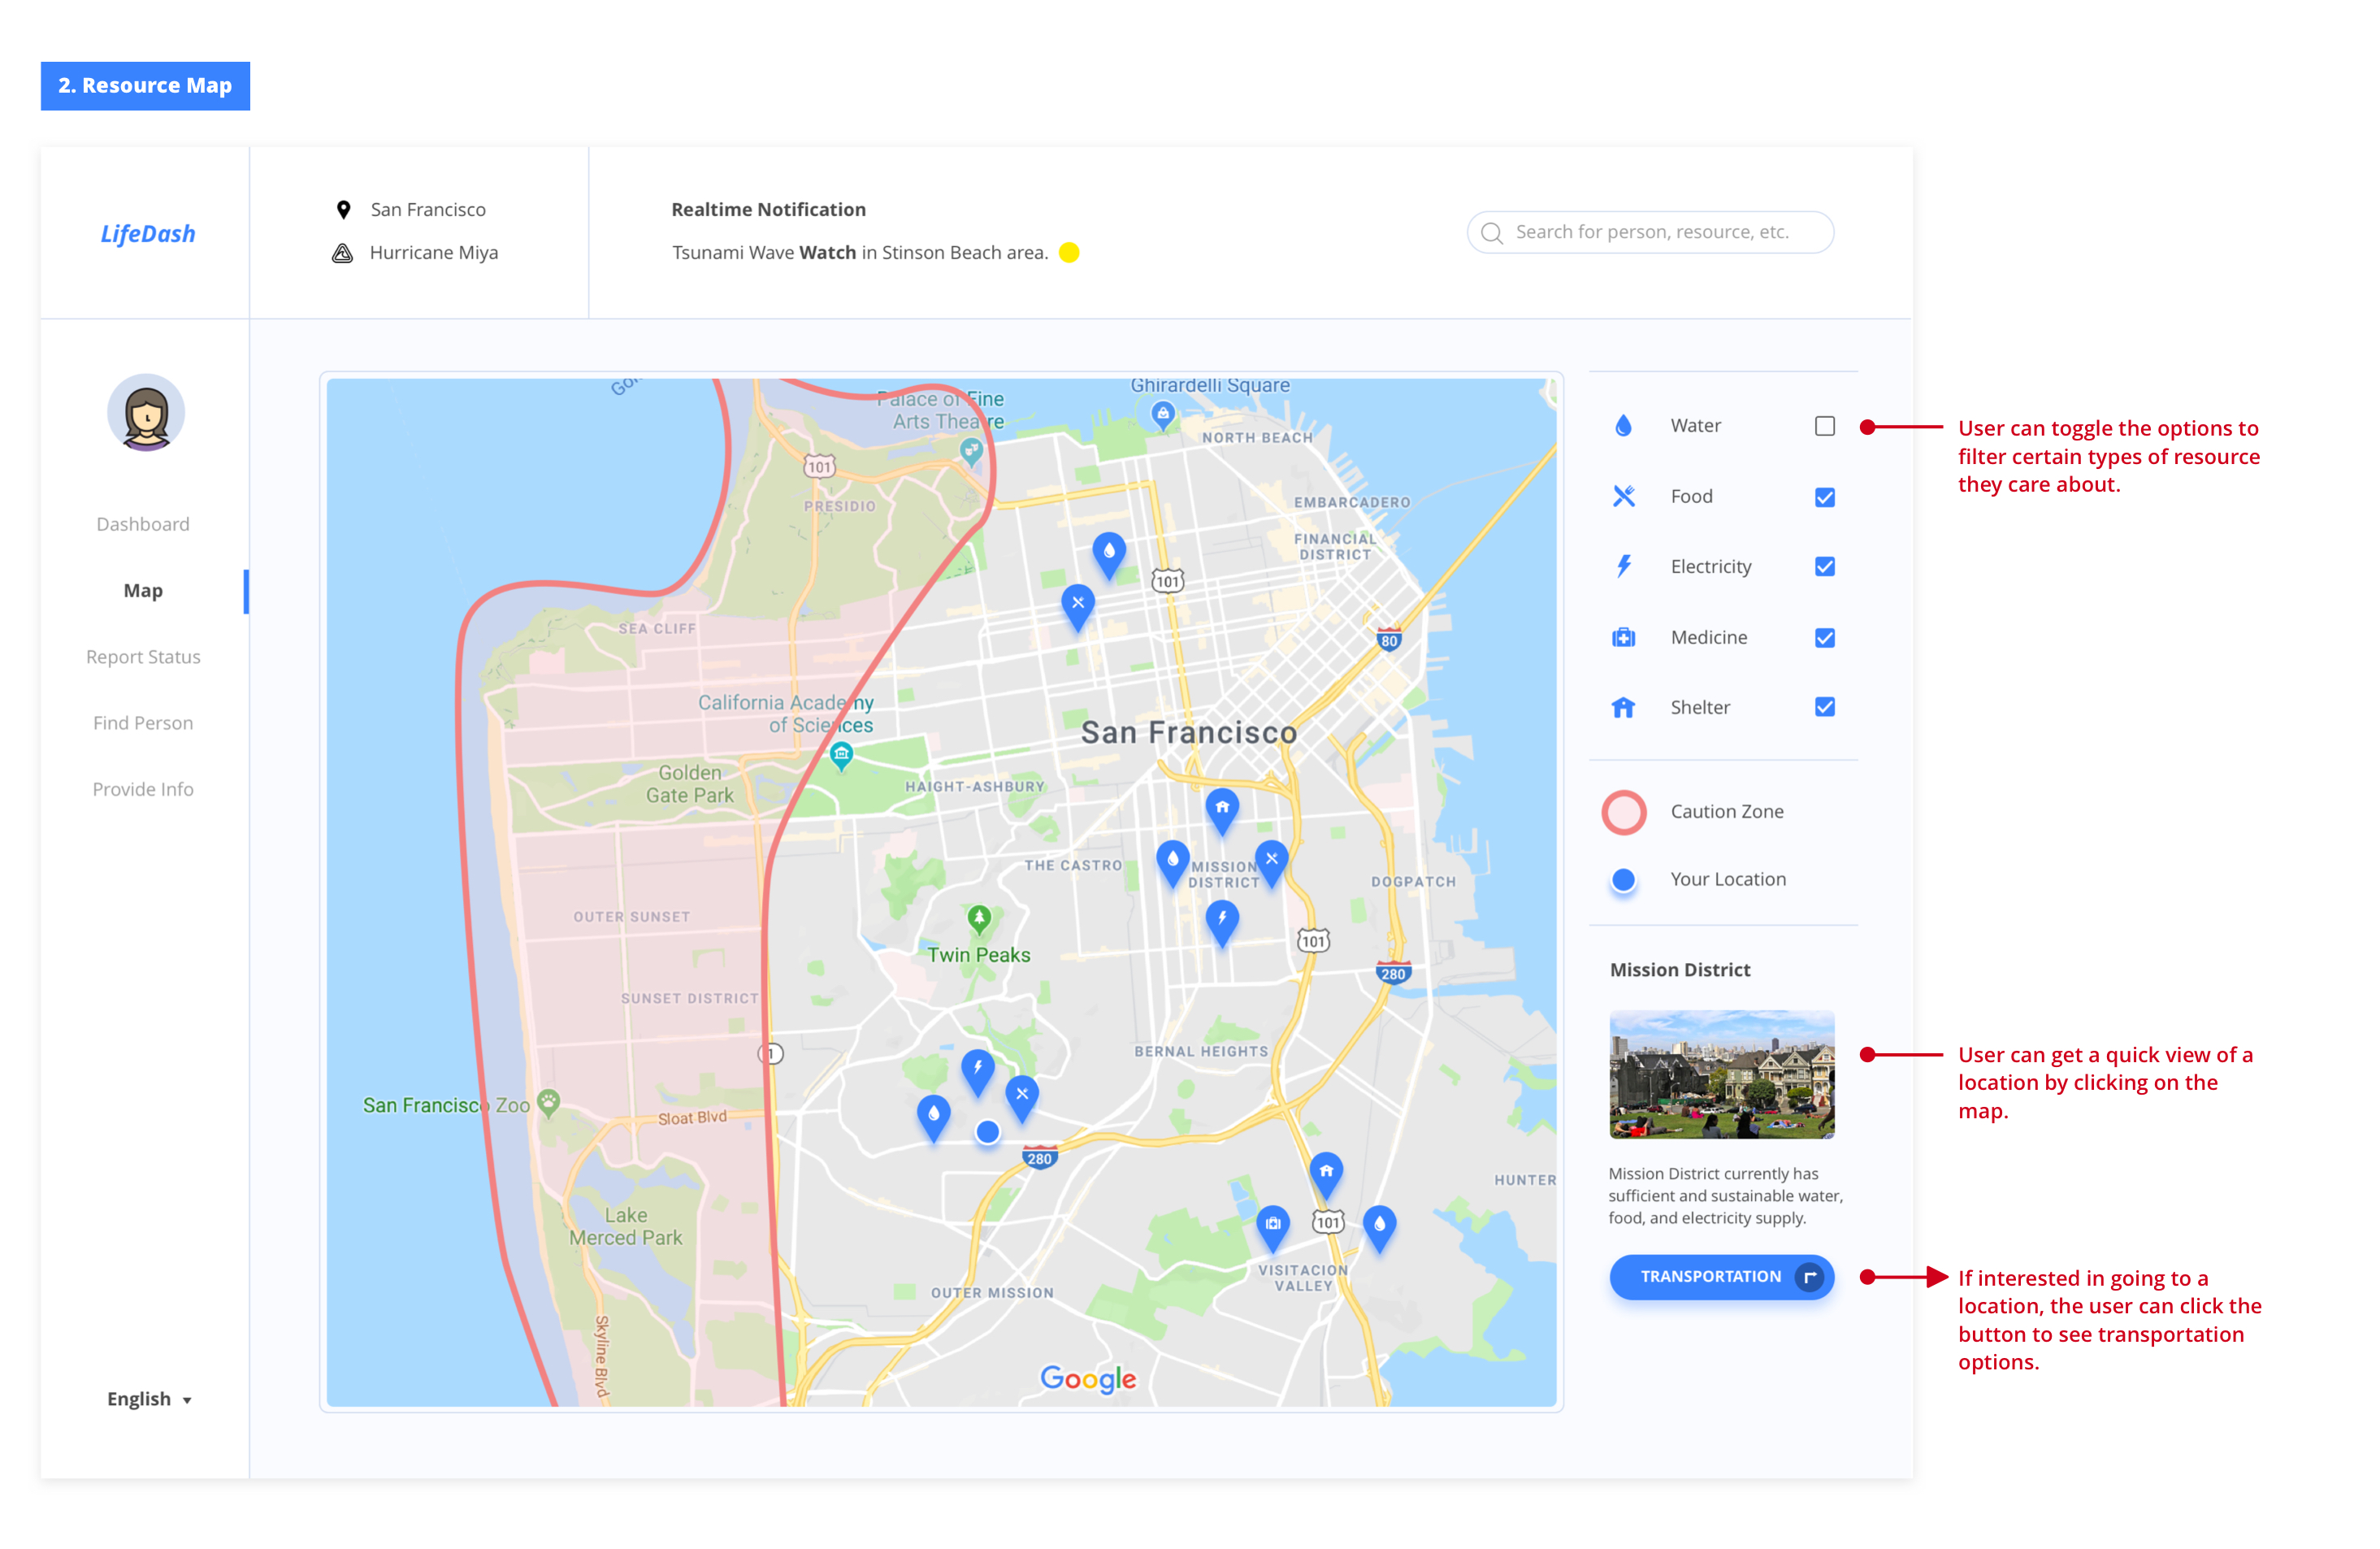 2. Resource Map
LifeDash
San Francisco
Hurricane Miya
Realtime Notification
Tsunami Wave Watch in Stinson Beach area.
Search for person, resource, etc.
Dashboard
Map
Report Status
Find Person
Provide Info
English
Palace of Fine
Arts Theatre
Ghirardelli Square
NORTH BEACH
101
PRESIDIO
EMBARCADERO
FINANCIAL
DISTRICT
101
SEA CLIFF
80
California Academy
of Sciences
San Francisco
Golden
Gate Park
HAIGHT-ASHBURY
THE CASTRO
MISSION
DISTRICT
DOGPATCH
OUTER SUNSET
Twin Peaks
101
280
SUNSET DISTRICT
1
BERNAL HEIGHTS
San Francisco Zoo
Sloat Blvd
280
HUNTER
Lake
Merced Park
101
VISITACION
VALLEY
OUTER MISSION
Skyline Blvd
Google
Water
Food
Electricity
Medicine
Shelter
Caution Zone
Your Location
Mission District
Mission District currently has
sufficient and sustainable water,
food, and electricity supply.
TRANSPORTATION
User can toggle the options to
filter certain types of resource
they care about.
User can get a quick view of a
location by clicking on the
map.
If interested in going to a
location, the user can click the
button to see transportation
options.